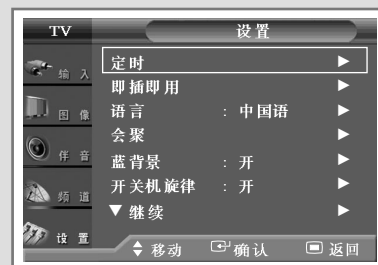 TV 设置
输入
图像
伴音
频道
设置
定时 ▶
即插即用 ▶
语言 : 中国语 ▶
会聚 ▶
蓝背景 : 开 ▶
开关机旋律 : 开 ▶
▼继续 ▶
移动 确认 返回